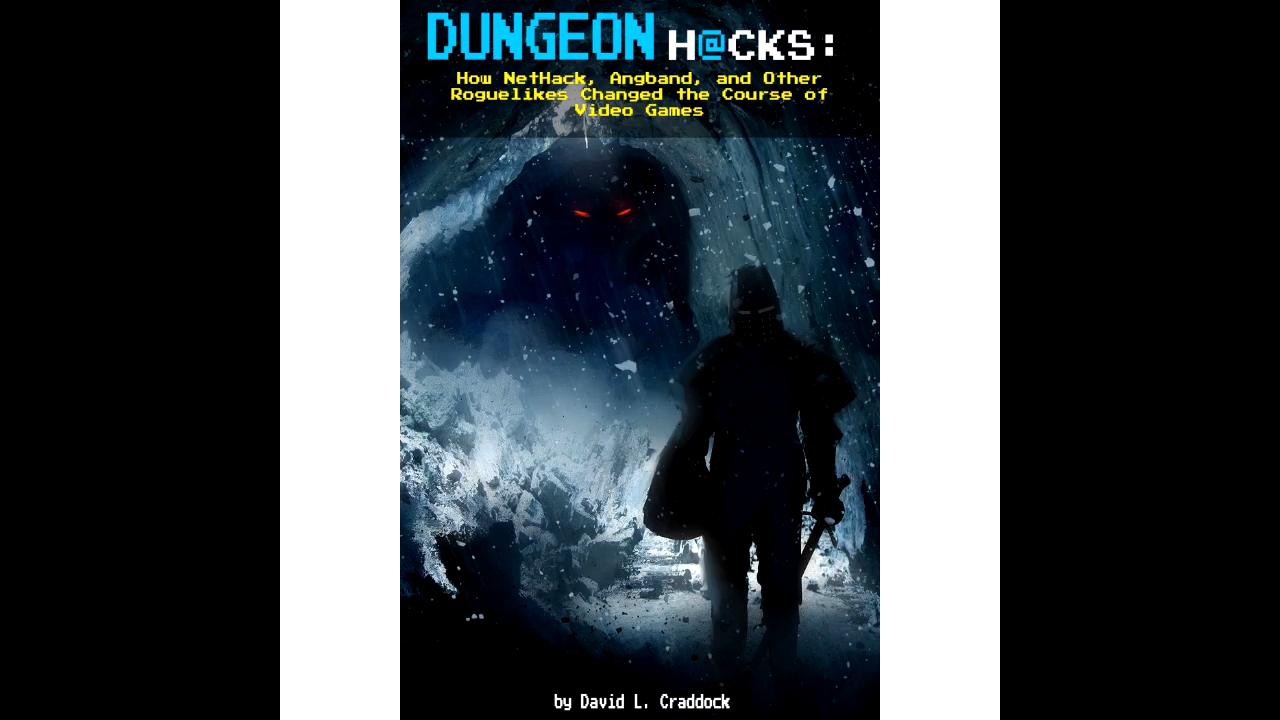 DUNGEON H@CKS:
How NetHack, Angband, and Other
Roguelikes Changed the Course of
Video Games
by David L. Craddock